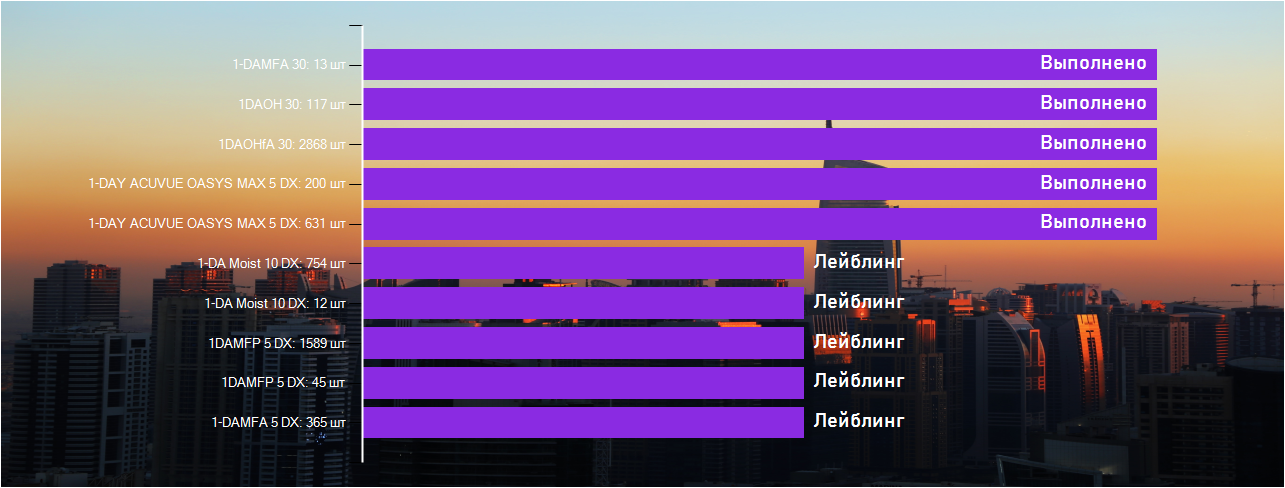 1-DAMFA 30: 13 шт Выполнено
1DAOH 30: 117 шт Выполнено
1DAOHfA 30: 2868 шт Выполнено
1-DAY ACUVUE OASYS MAX 5 DX: 200 шт Выполнено
1-DAY ACUVUE OASYS MAX 5 DX: 631 шт Выполнено
1-DA Moist 10 DX: 754 шт Лейблинг
1-DA Moist 10 DX: 12 шт Лейблинг
1DAMFP 5 DX: 1589 шт Лейблинг
1DAMFP 5 DX: 45 шт Лейблинг
1-DAMFA 5 DX: 365 шт Лейблинг